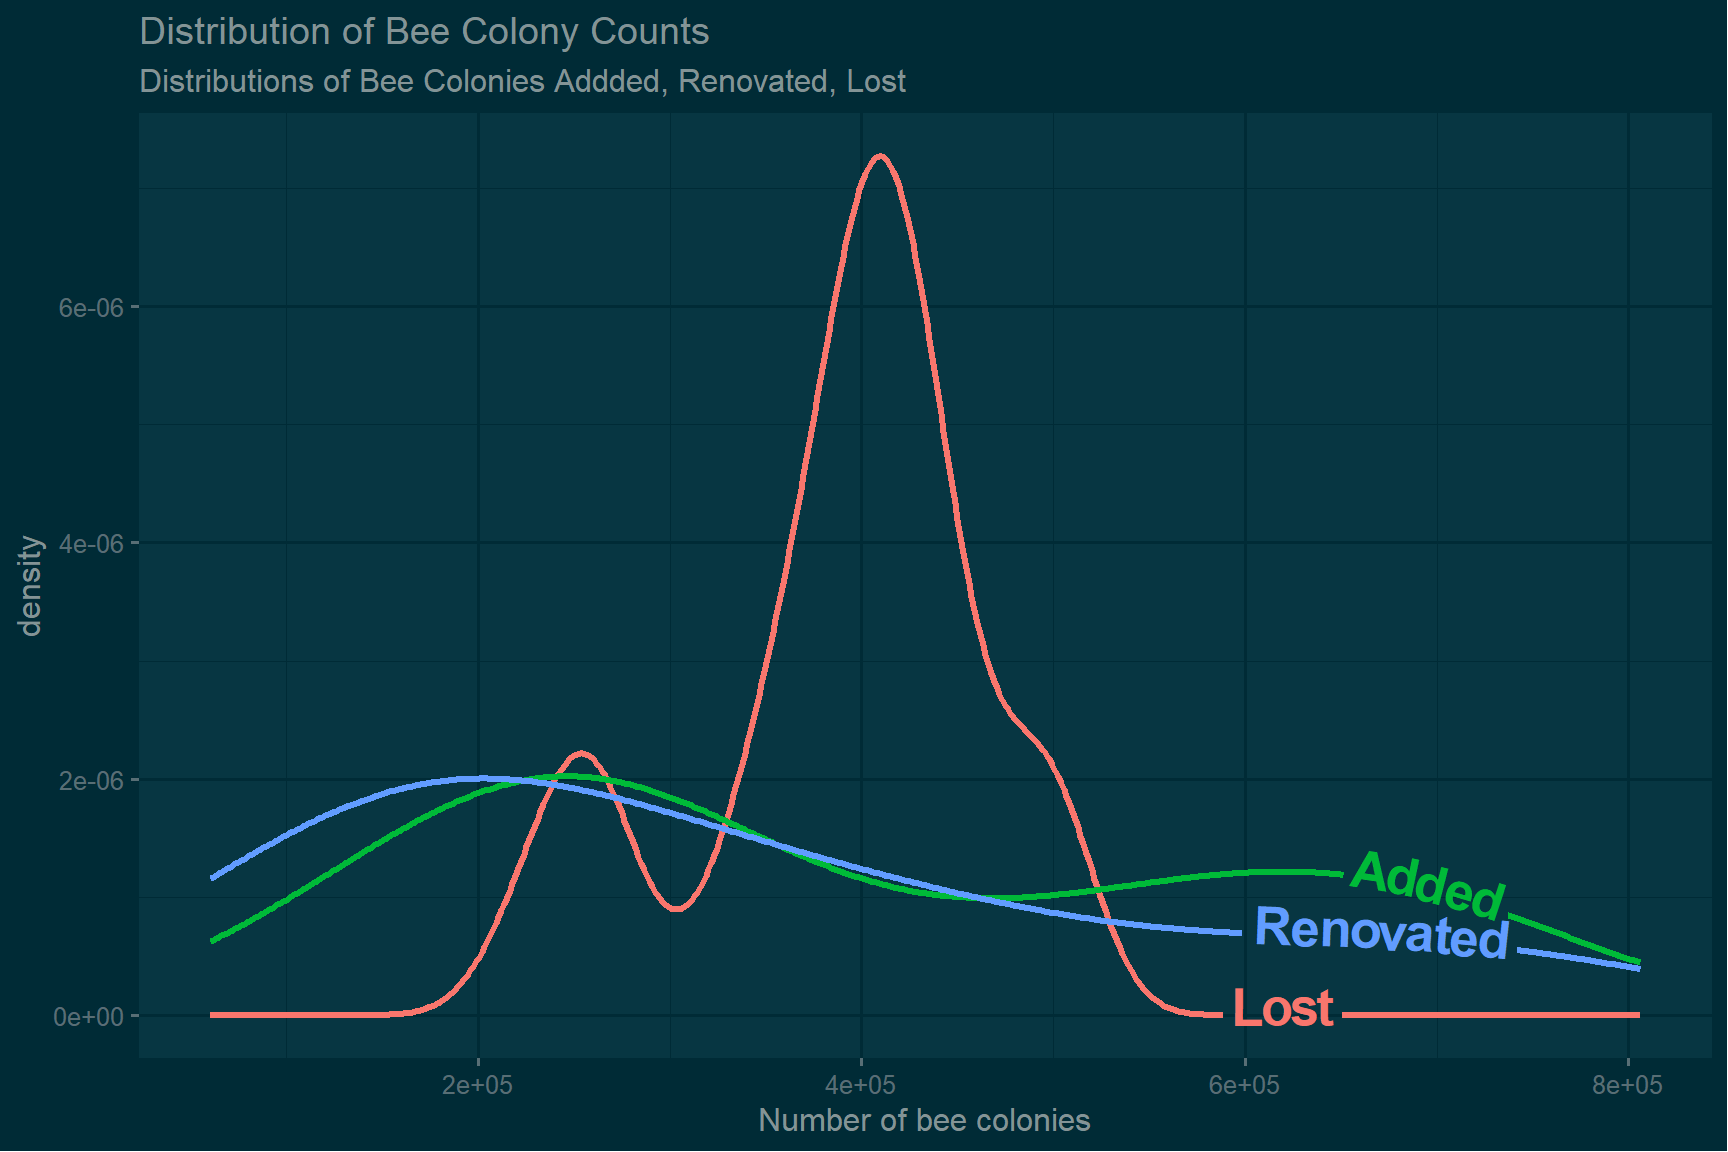 Distribution of Bee Colony Counts
Distributions of Bee Colonies Addded, Renovated, Lost
6e-06
4e-06
2e-06
0e+00
density
Added
Renovated
Lost
2e+05 4e+05 6e+05 8e+05
Number of bee colonies